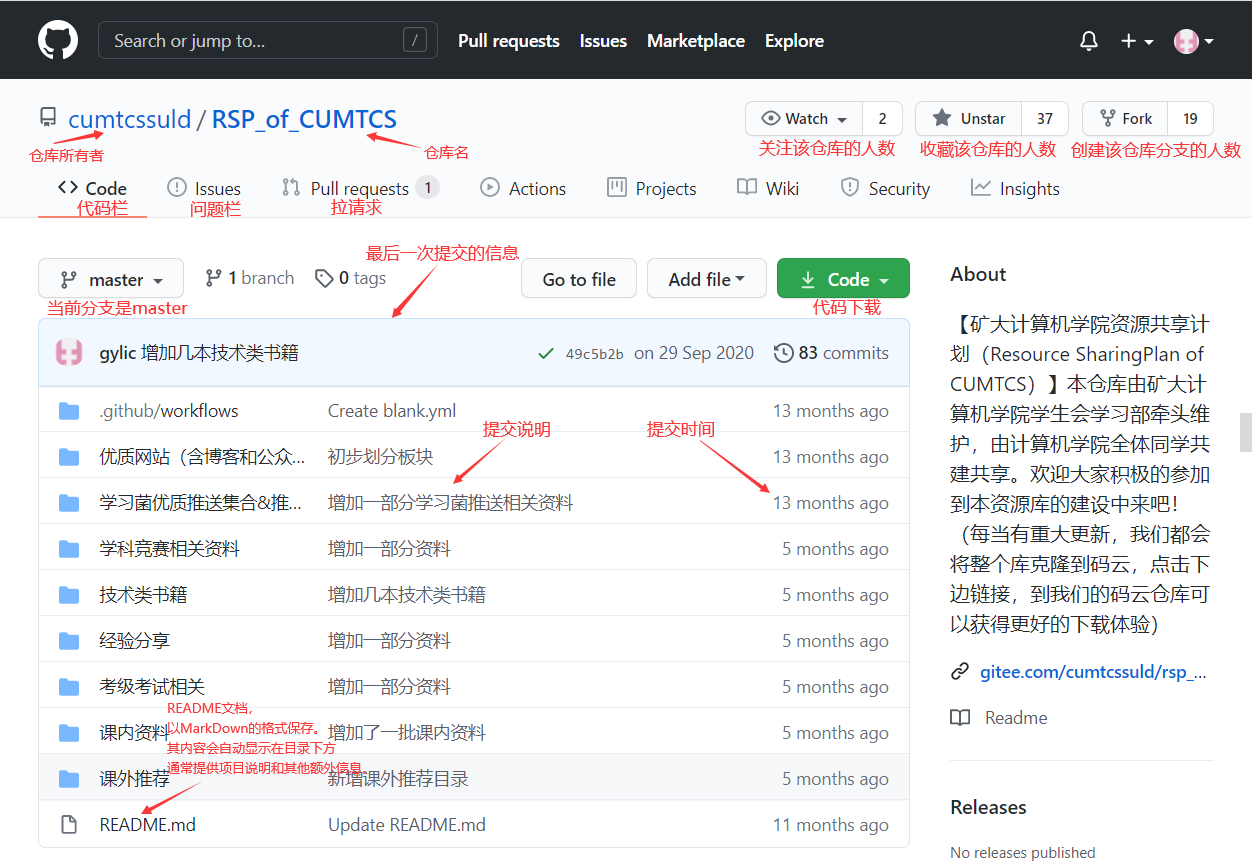 Search or jump to... /
Pull requests Issues Marketplace Explore
cumtcssuld / RSP_of_CUMTCS
Watch 2 Unstar 37 Fork 19
仓库所有者 仓库名 关注该仓库的人数 收藏该仓库的人数 创建该仓库分支的人数
Code Issues Pull requests 1 Actions Projects Wiki Security Insights
代码栏 问题栏 拉请求
最后一次提交的信息
master 1 branch 0 tags Go to file Add file Code
当前分支是master 代码下载
gylic 增加几本技术类书籍 49c5b2b on 29 Sep 2020 83 commits
.github/workflows Create blank.yml 13 months ago
提交说明 提交时间
优质网站（含博客和公众... 初步划分板块 13 months ago
学习菌优质推送集合&推... 增加一部分学习菌推送相关资料 13 months ago
学科竞赛相关资料 增加一部分资料 5 months ago
技术类书籍 增加几本技术类书籍 5 months ago
经验分享 增加一部分资料 5 months ago
考级考试相关 增加一部分资料 5 months ago
README文档，
以MarkDown的格式保存。
课内资料 增加了一批课内资料 5 months ago
其内容会自动显示在目录下方
通常提供项目说明和其他额外信息
课外推荐 新增课外推荐目录 5 months ago
README.md Update README.md 11 months ago
About
【矿大计算机学院资源共享计
划（Resource SharingPlan of
CUMTCS）】本仓库由矿大计
算机学院学生会学习部牵头维
护，由计算机学院全体同学共
建共享。欢迎大家积极的参加
到本资源库的建设中来吧！
（每当有重大更新，我们都会
将整个库克隆到码云，点击下
边链接，到我们的码云仓库可
以获得更好的下载体验）
gitee.com/cumtcssuld/rsp_...
Readme
Releases
No releases published